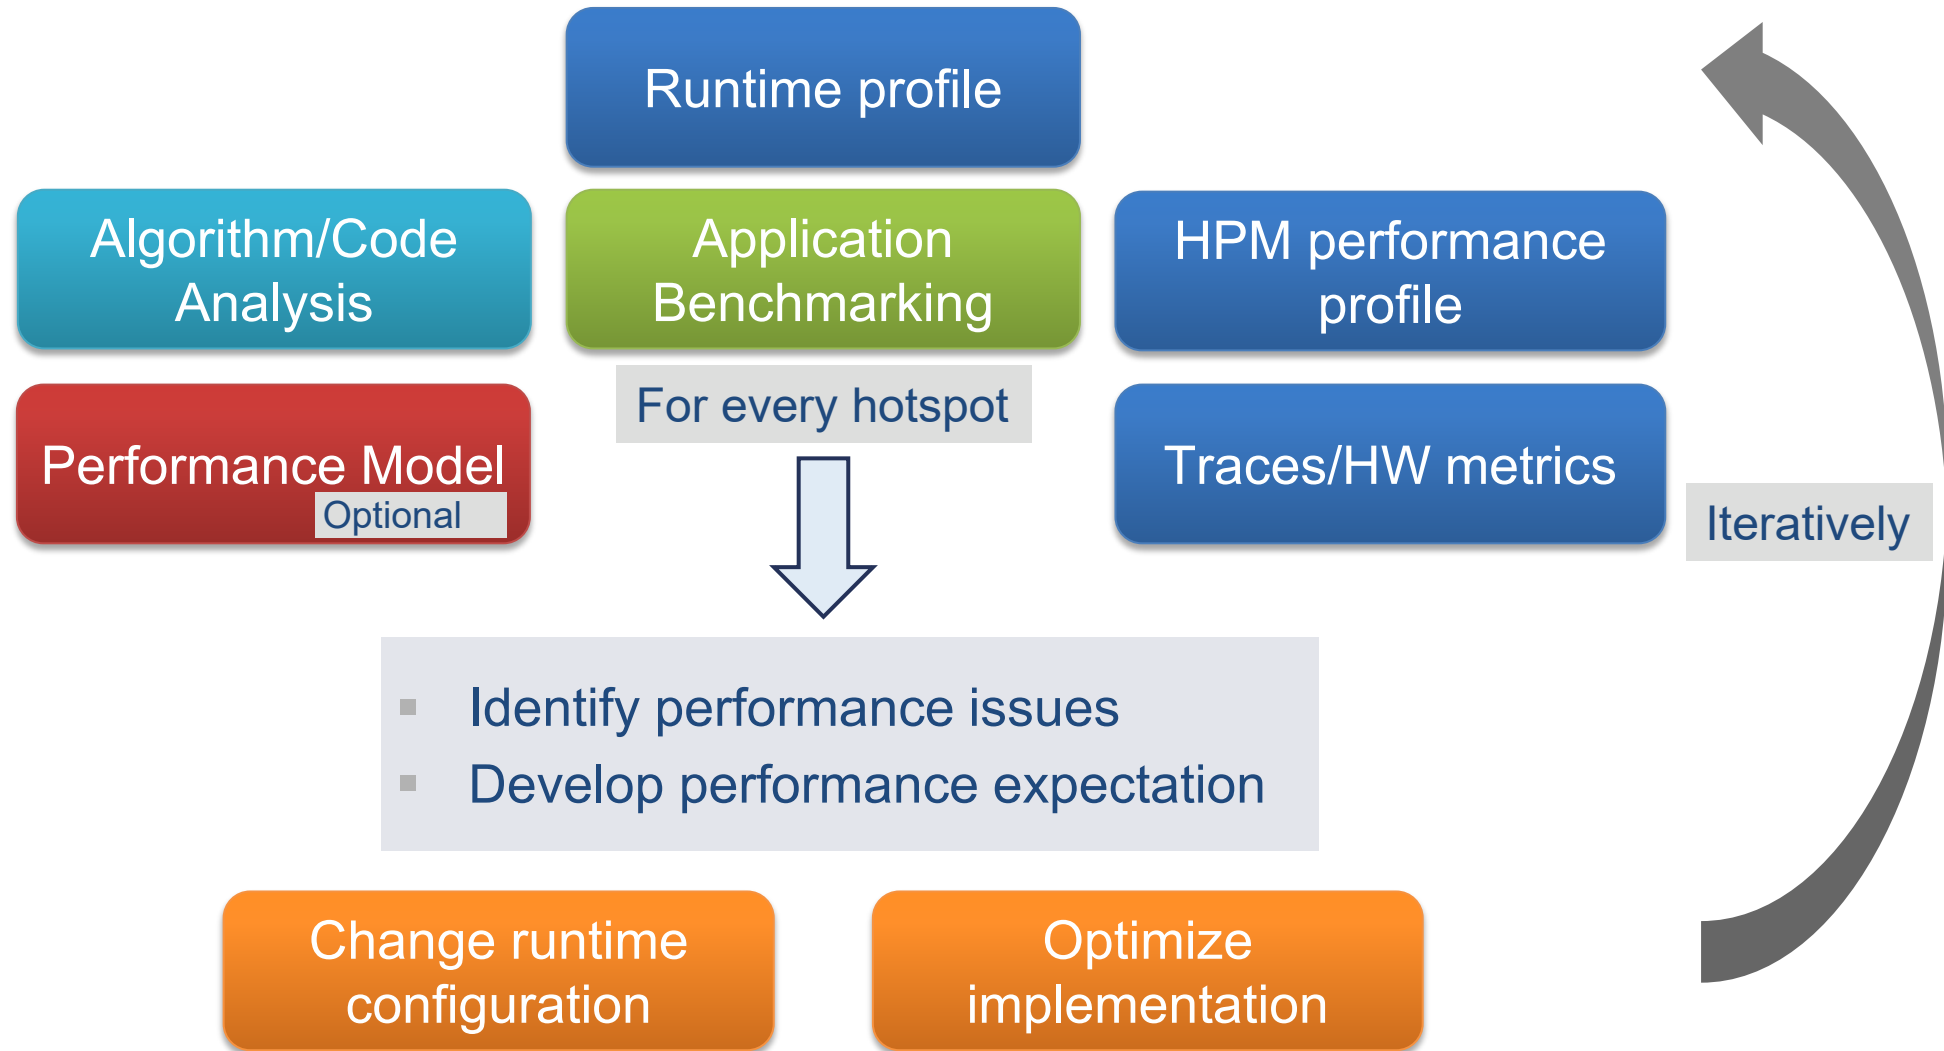 Runtime profile
Algorithm/Code
Analysis
Application
Benchmarking
HPM performance
profile
For every hotspot
Performance Model
Optional
Traces/HW metrics
Iteratively
Identify performance issues
Develop performance expectation
Change runtime
configuration
Optimize
implementation